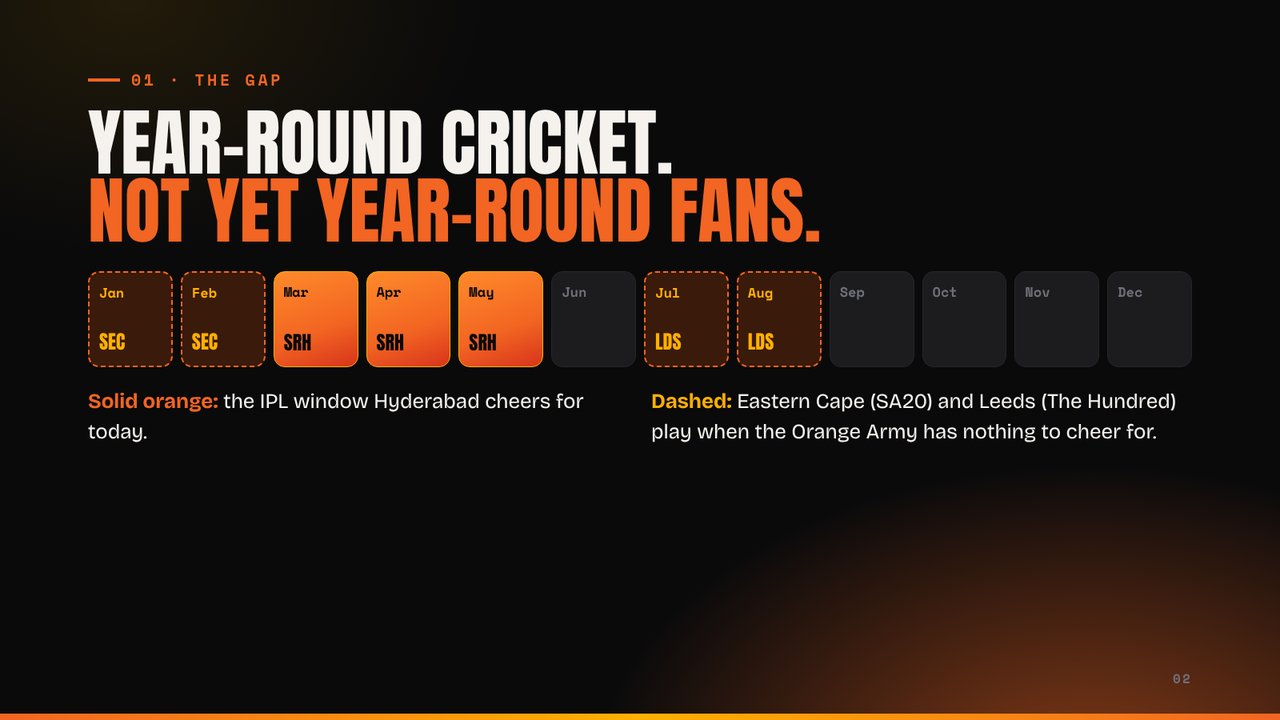 01 · THE GAP
YEAR-ROUND CRICKET.
NOT YET YEAR-ROUND FANS.
Jan Feb Mar Apr May Jun Jul Aug Sep Oct Nov Dec
SEC SEC SRH SRH SRH LDS LDS
Solid orange: the IPL window Hyderabad cheers for
today.
Dashed: Eastern Cape (SA20) and Leeds (The Hundred)
play when the Orange Army has nothing to cheer for.
02